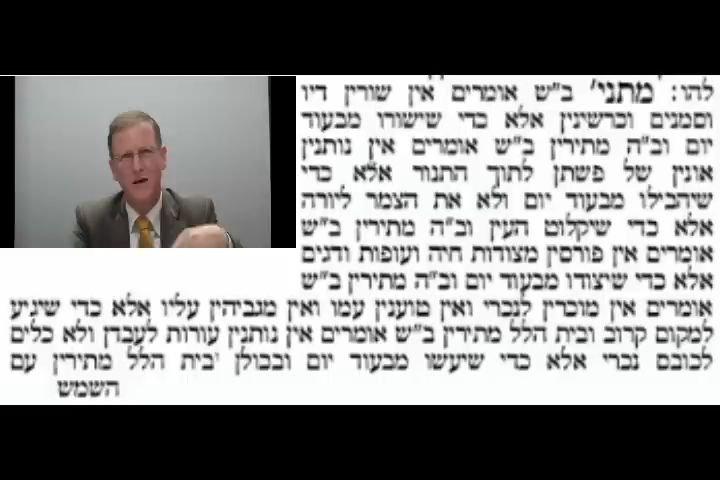 להו: מתני' ב"ש אומרים אין שורין דיו
וסמנים וכרשינין אלא כדי שישורו מבעוד
יום וב"ה מתירין ב"ש אומרים אין נותנין
אונין של פשתן לתוך התנור אלא כדי
שיהבילו מבעוד יום ולא את הצמר ליורה
אלא כדי שיקלוט העין וב"ה מתירין ב"ש
אומרים אין פורסין מצודות חיה ועופות ודגים
אלא כדי שיצודו מבעוד יום וב"ה מתירין ב"ש
אומרים אין מוכרין לנכרי ואין טוענין עמו ואין מגביהין עליו אלא כדי שיגיע
למקום קרוב ובית הלל מתירין ב"ש אומרים אין נותנין עורות לעבדן ולא כלים
לכובס נכרי אלא כדי שיעשו מבעוד יום ובכולן בית הלל מתירין עם
השמש